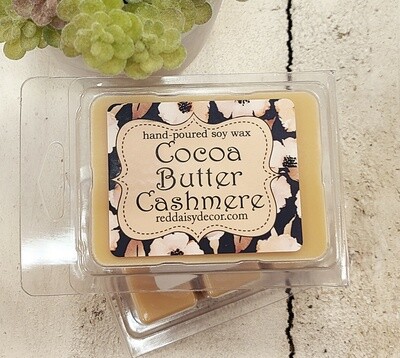 hand-poured soy wax
Cocoa
Butter
Cashmere
reddaisydecor.com